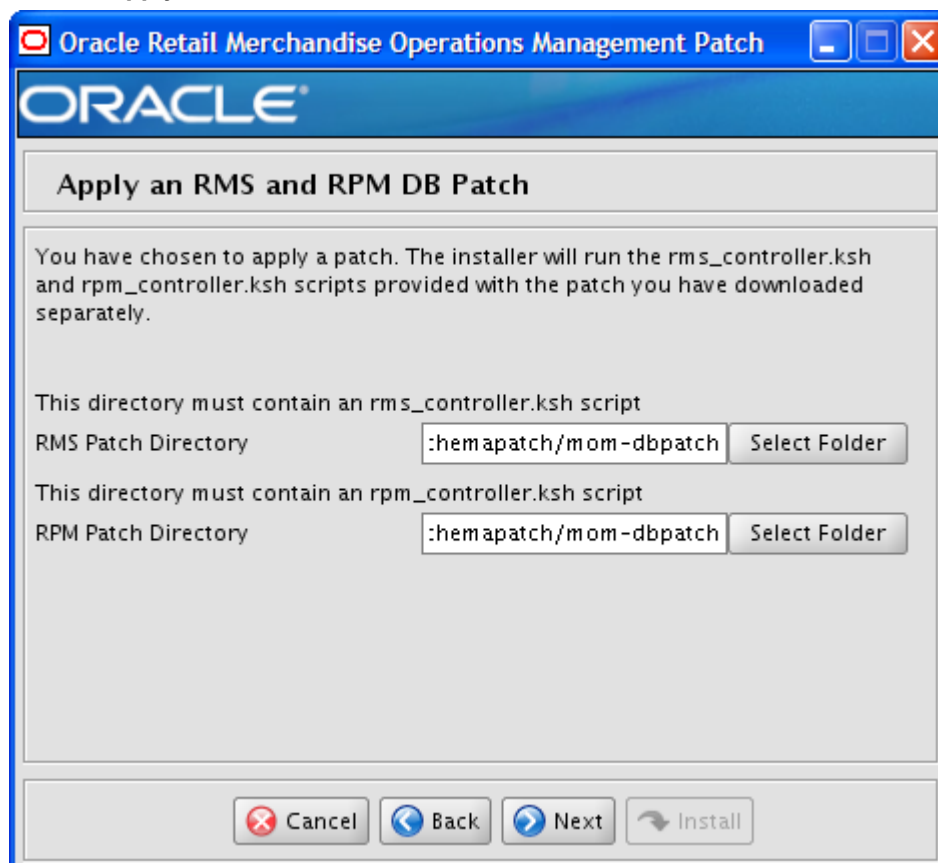 Oracle Retail Merchandise Operations Management Patch
ORACLE®
Apply an RMS and RPM DB Patch
You have chosen to apply a patch. The installer will run the rms_controller.ksh
and rpm_controller.ksh scripts provided with the patch you have downloaded
separately.
This directory must contain an rms_controller.ksh script
RMS Patch Directory :hemapatch/mom-dbpatch Select Folder
This directory must contain an rpm_controller.ksh script
RPM Patch Directory :hemapatch/mom-dbpatch Select Folder
Cancel Back Next Install